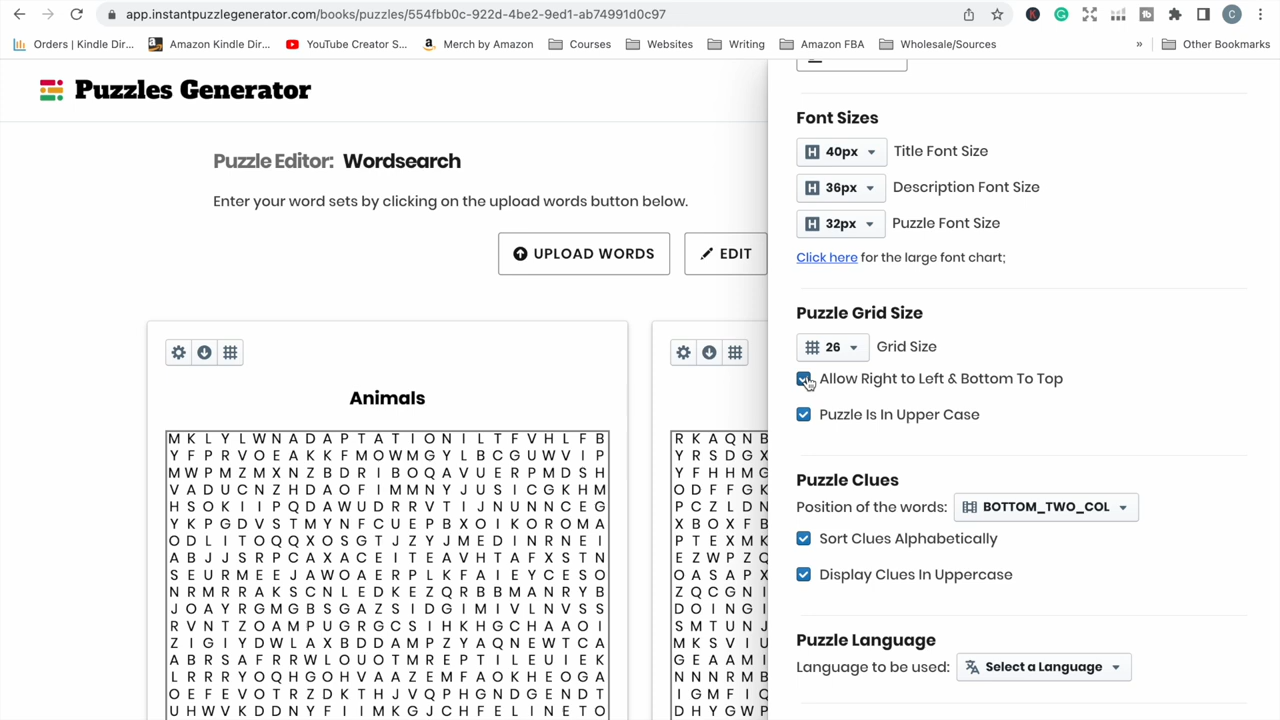 app.instantpuzzlegenerator.com/books/puzzles/554fbb0c-922d-4be2-9ed1-ab74991d0c97
C
Orders | Kindle Dir...
Amazon Kindle Dir...
YouTube Creator S...
Merch by Amazon
Courses
Websites
Writing
Amazon FBA
Wholesale/Sources
»
Other Bookmarks
Puzzles Generator
Puzzle Editor: Wordsearch
Enter your word sets by clicking on the upload words button below.
UPLOAD WORDS
EDIT
Animals
M K L Y L W N A D A P T A T I O N I L T F V H L F B
Y F P R V O E A K K F M O W M G Y L B C G U W V I P
M W P M Z M X N Z B D R I B O Q A V U E R P M D S H
V A D U C N Z H D A O F I M M N Y J U S I C G K H M
H S O K I I P Q D A W U D R R V T I J N U N N C E G
Y K P G D V S T M Y N F C U E P B X O I K O R O M A
O D L I T O Q Q X O S G T J Z Y J M E D I N R N E I
A B J J S R P C A X A C E I T E A V H T A F X S T N
S E U R M E E J A W O A E R P L K F A I E Y C E S O
N R M R R A K S C N L E D K E Z Q R B B M A N R Y B
J O A Y R G M G B S G A Z S I D G I M I V L N V S S
R V N T Z O A M P U G R G C S I H K H G C H A A O I
Z I G I Y D W L A X B D D A M P Z Y A Q N E W T C A
A B R S A F R R W L O U O T M R E P T I L E U I E K
L R R R Y O Q H G O H V A A Z E M F A O K H E O G A
O E F E V O T R Z D K T H J V Q P H G N D G E N D T
U H W V K D D N Y F I I M K G J C H F E L I N E T O
R K A Q N B
Y R S D G X
Y F H H M G
O D F F G K
P C Z L D N
X B O X F B
P T E X M K
E Z W P Z Q
O A S A P X
Z Q C G N I
D O I N G I
S M T U N J
M K S V I U
G E A A M I
N N N R M B
I G M F I Q
D H Y G W P
Font Sizes
40px Title Font Size
36px Description Font Size
32px Puzzle Font Size
Click here for the large font chart;
Puzzle Grid Size
26 Grid Size
Allow Right to Left & Bottom To Top
Puzzle Is In Upper Case
Puzzle Clues
Position of the words: BOTTOM_TWO_COL
Sort Clues Alphabetically
Display Clues In Uppercase
Puzzle Language
Language to be used: Select a Language